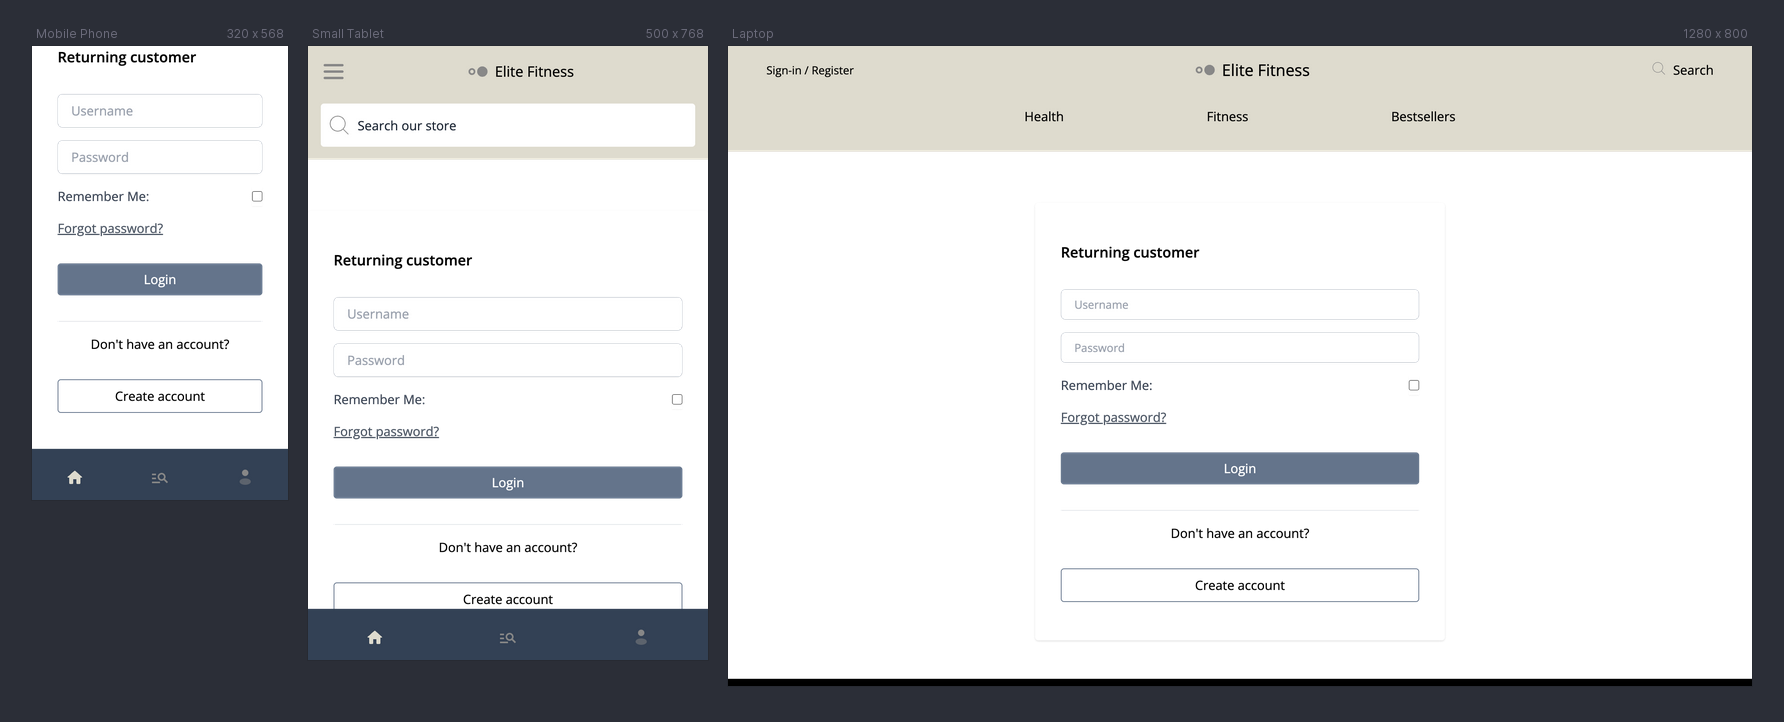 Mobile Phone 320 x 568
Returning customer
Username
Password
Remember Me:
Forgot password?
Login
Don't have an account?
Create account
Small Tablet 500 x 768
Elite Fitness
Search our store
Returning customer
Username
Password
Remember Me:
Forgot password?
Login
Don't have an account?
Create account
Laptop 1280 x 800
Sign-in / Register Elite Fitness Search
Health Fitness Bestsellers
Returning customer
Username
Password
Remember Me:
Forgot password?
Login
Don't have an account?
Create account